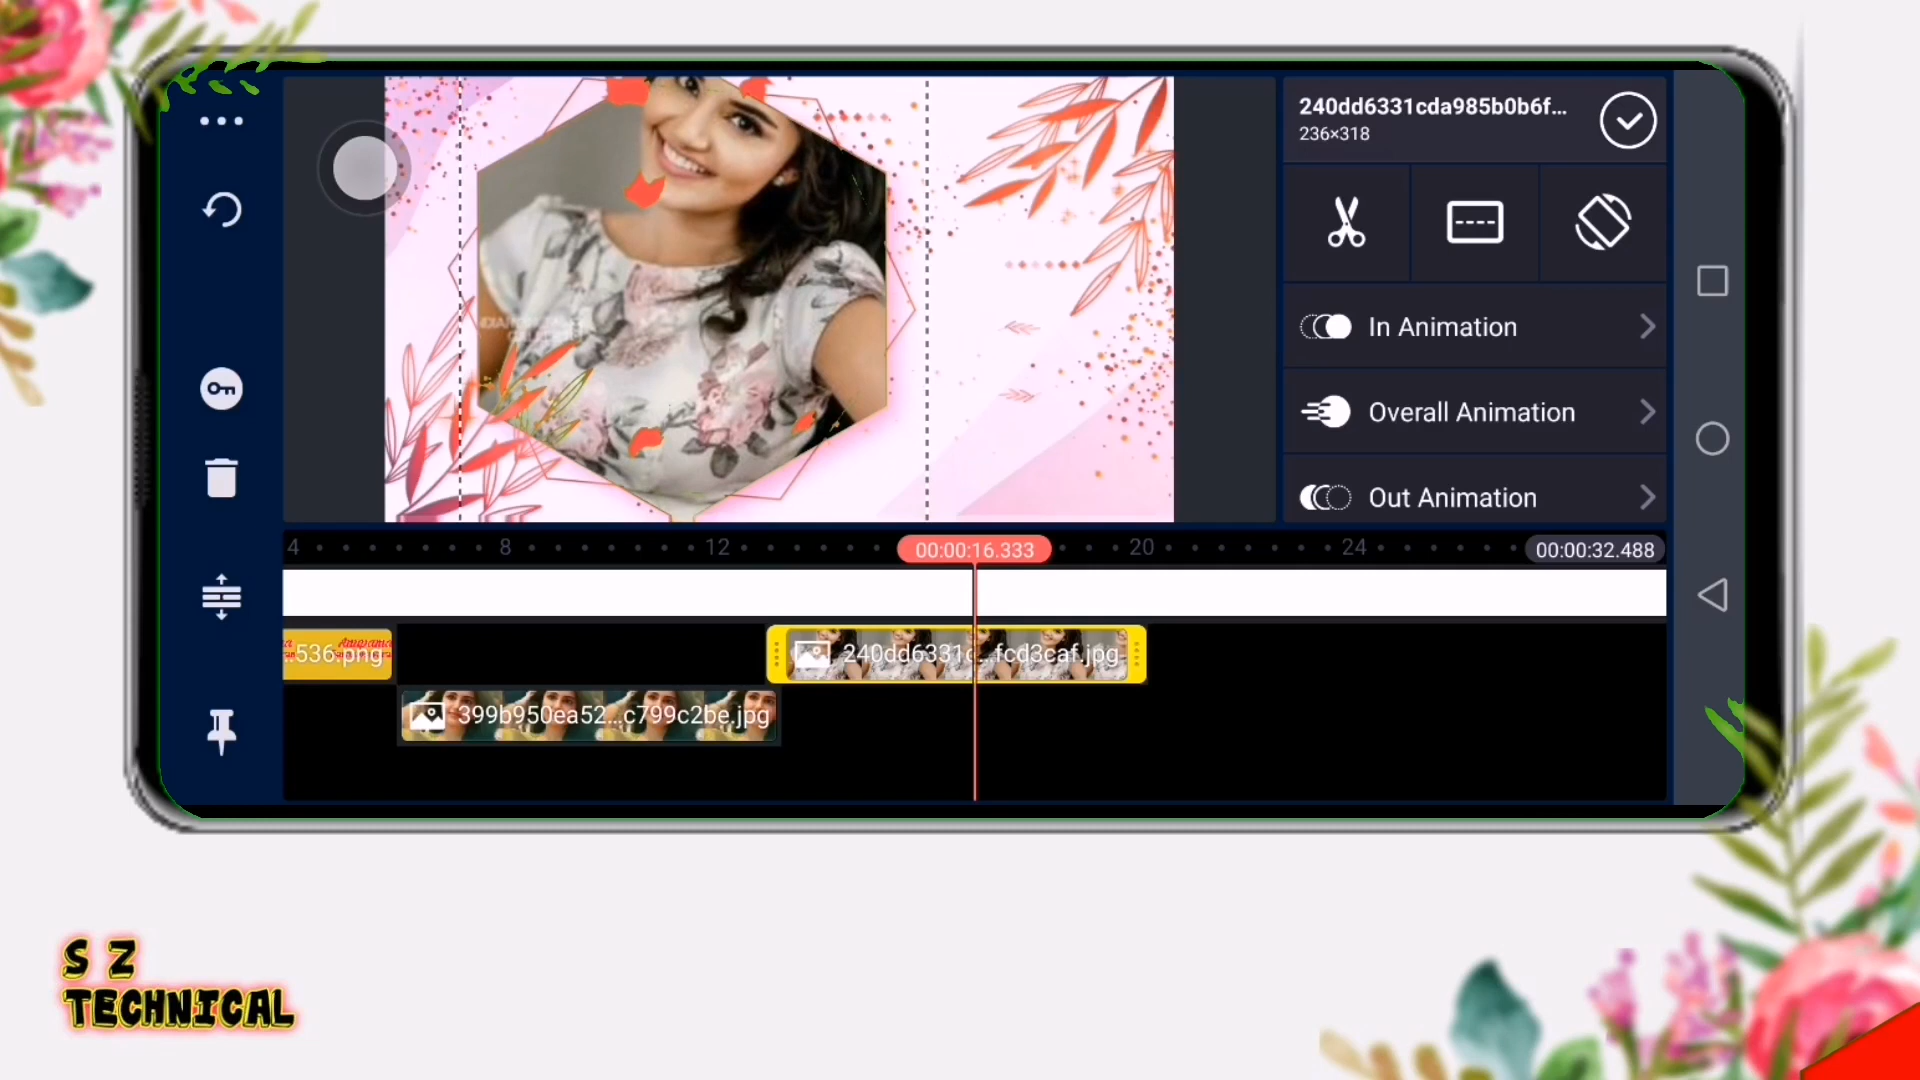 240dd6331cda985b0b6f...
236×318
In Animation
Overall Animation
Out Animation
4
8
12
00:00:16.333
20
24
00:00:32.488
..536.png
240dd6331c...fcd3caf.jpg
399b950ea52...c799c2be.jpg
S Z
TECHNICAL